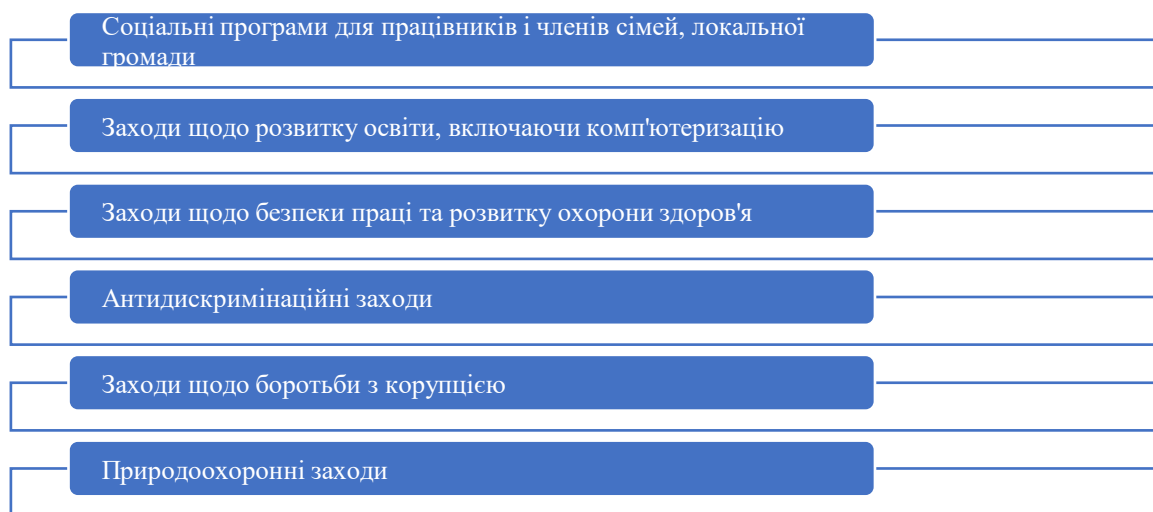 Соціальні програми для працівників і членів сімей, локальної
громади
Заходи щодо розвитку освіти, включаючи комп'ютеризацію
Заходи щодо безпеки праці та розвитку охорони здоров'я
Антидискримінаційні заходи
Заходи щодо боротьби з корупцією
Природоохоронні заходи